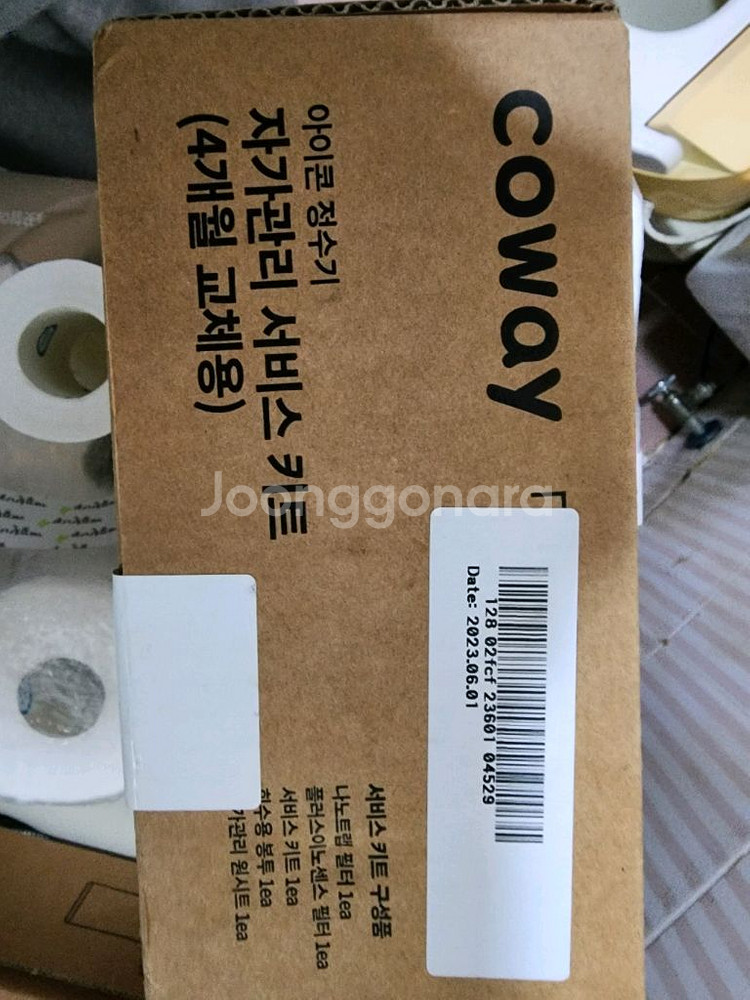 coway
아이콘 정수기
자가관리 서비스 키트
(4개월 교체용)
128 02fcf 23601 04529
Date: 2023.06.01
서비스 키트 구성품
나노트랩 필터 1ea
플러스이노센스 필터 1ea
서비스 키트 1ea
회수용 봉투 1ea
가관리 원시트 1ea
Joonggonara